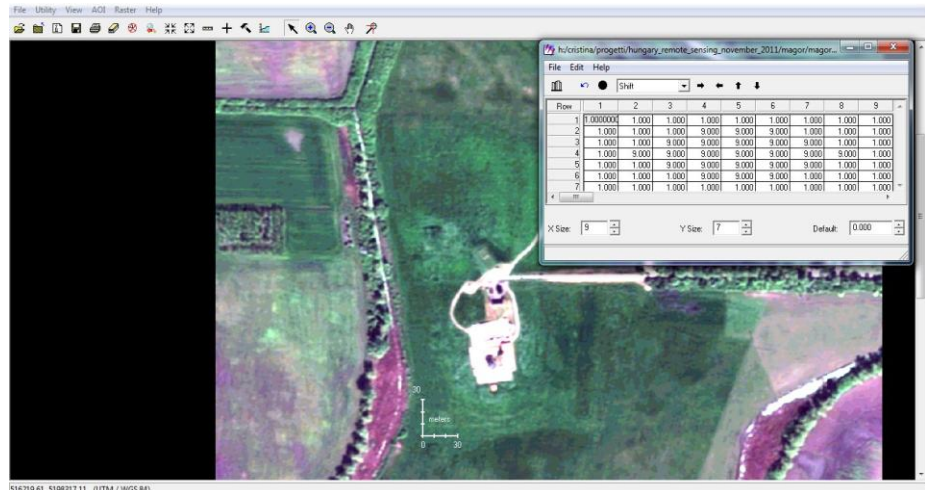 File Utility View AOI Raster Help
h:/cristina/progetti/hungary_remote_sensing_november_2011/magor/magor...
File Edit Help
Shift
Row 1 2 3 4 5 6 7 8 9
1 1.0000000 1.000 1.000 1.000 1.000 1.000 1.000 1.000 1.000
2 1.000 1.000 1.000 9.000 9.000 9.000 1.000 1.000 1.000
3 1.000 1.000 9.000 9.000 9.000 9.000 9.000 1.000 1.000
4 1.000 9.000 9.000 9.000 9.000 9.000 9.000 9.000 1.000
5 1.000 1.000 9.000 9.000 9.000 9.000 9.000 1.000 1.000
6 1.000 1.000 1.000 9.000 9.000 9.000 1.000 1.000 1.000
7 1.000 1.000 1.000 1.000 1.000 1.000 1.000 1.000 1.000
X Size: 9 Y Size: 7 Default: 0.000
30
meters
0 30
516219.61, 5198317.11 (UTM / WGS 84)